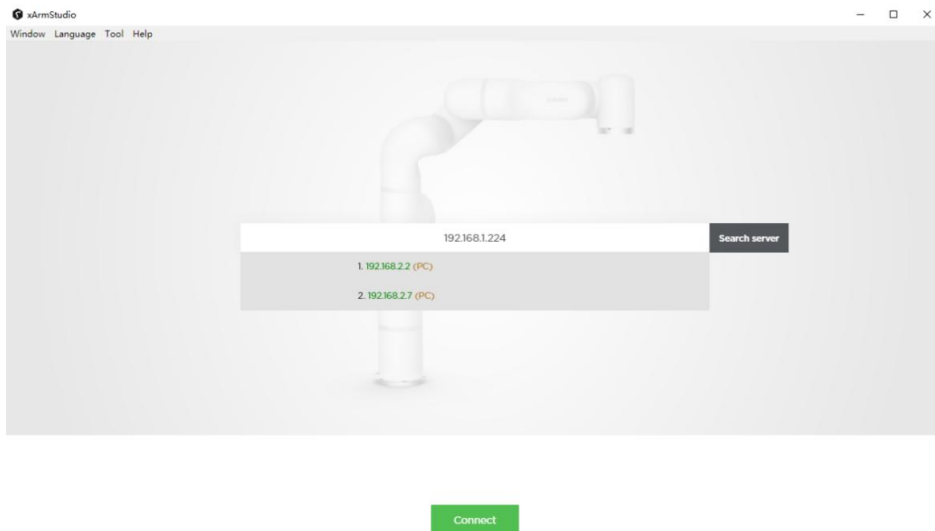 xArmStudio
Window Language Tool Help
192.168.1.224 Search server
1. 192.168.2.2 (PC)
2. 192.168.2.7 (PC)
Connect